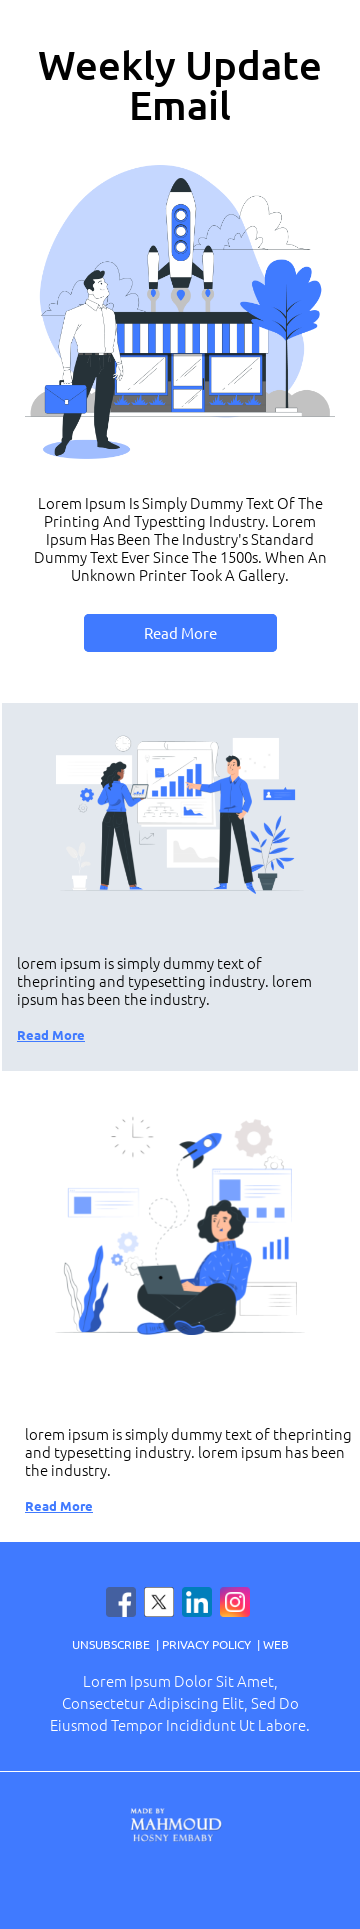 Weekly Update
Email
Lorem Ipsum Is Simply Dummy Text Of The
Printing And Typestting Industry. Lorem
Ipsum Has Been The Industry's Standard
Dummy Text Ever Since The 1500s. When An
Unknown Printer Took A Gallery.
Read More
lorem ipsum is simply dummy text of
theprinting and typesetting industry. lorem
ipsum has been the industry.
Read More
lorem ipsum is simply dummy text of theprinting
and typesetting industry. lorem ipsum has been
the industry.
Read More
UNSUBSCRIBE | PRIVACY POLICY | WEB
Lorem Ipsum Dolor Sit Amet,
Consectetur Adipiscing Elit, Sed Do
Eiusmod Tempor Incididunt Ut Labore.
MADE BY
MAHMOUD
HOSNY EMBABY